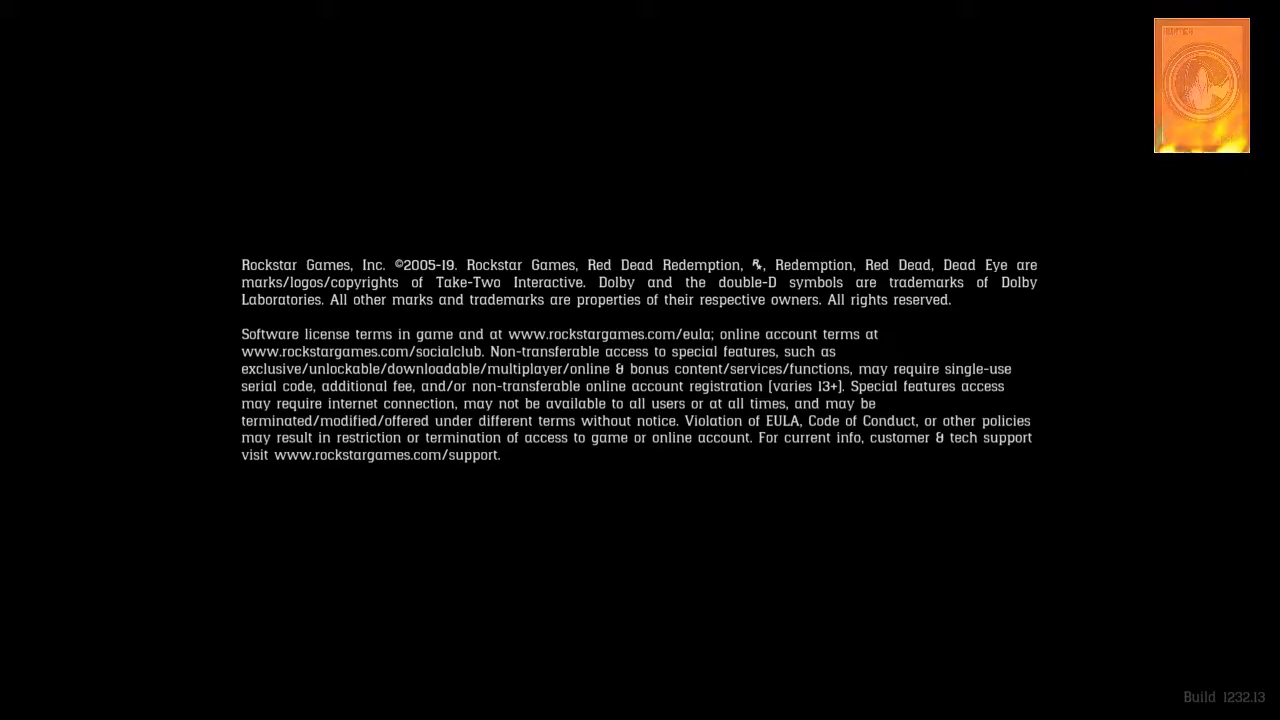 Rockstar Games, Inc. ©2005-19. Rockstar Games, Red Dead Redemption, , Redemption, Red Dead, Dead Eye are
marks/logos/copyrights of Take-Two Interactive. Dolby and the double-D symbols are trademarks of Dolby
Laboratories. All other marks and trademarks are properties of their respective owners. All rights reserved.
Software license terms in game and at www.rockstargames.com/eula; online account terms at
www.rockstargames.com/socialclub. Non-transferable access to special features, such as
exclusive/unlockable/downloadable/multiplayer/online & bonus content/services/functions, may require single-use
serial code, additional fee, and/or non-transferable online account registration (varies 13+). Special features access
may require internet connection, may not be available to all users or at all times, and may be
terminated/modified/offered under different terms without notice. Violation of EULA, Code of Conduct, or other policies
may result in restriction or termination of access to game or online account. For current info, customer & tech support
visit www.rockstargames.com/support.
Build 1232.13